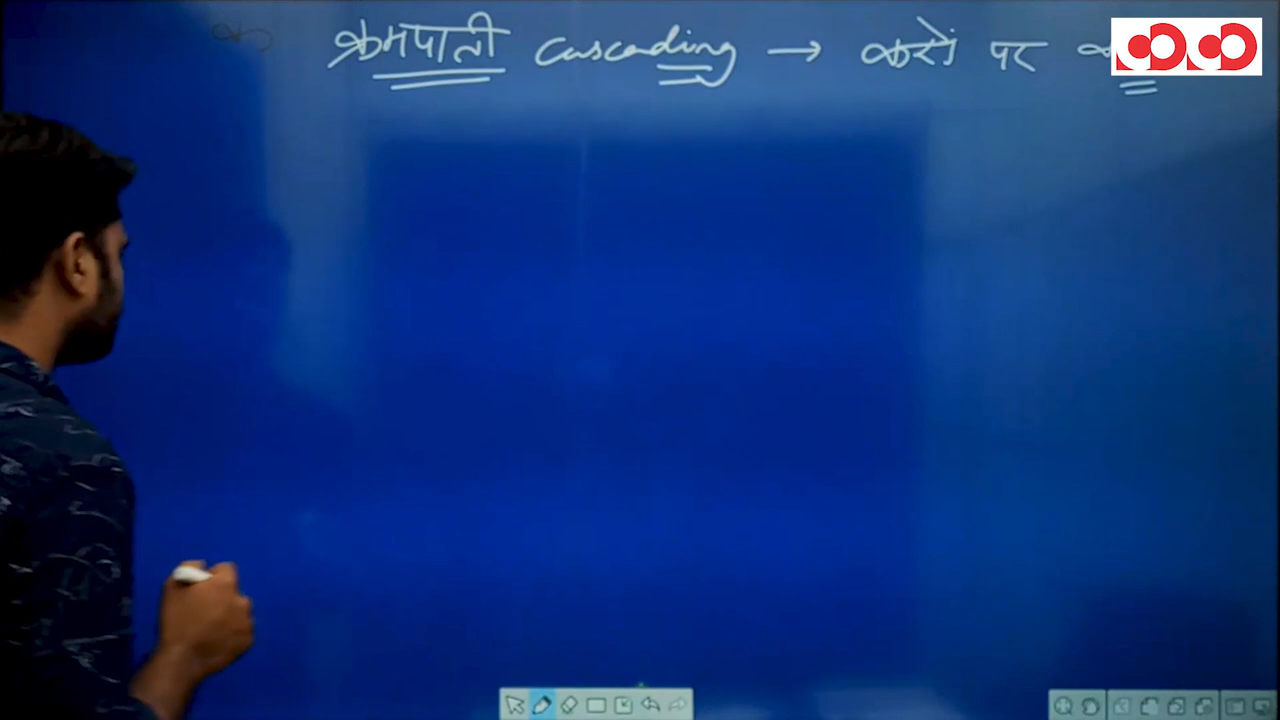 क्रमपाती cascading → करों पर